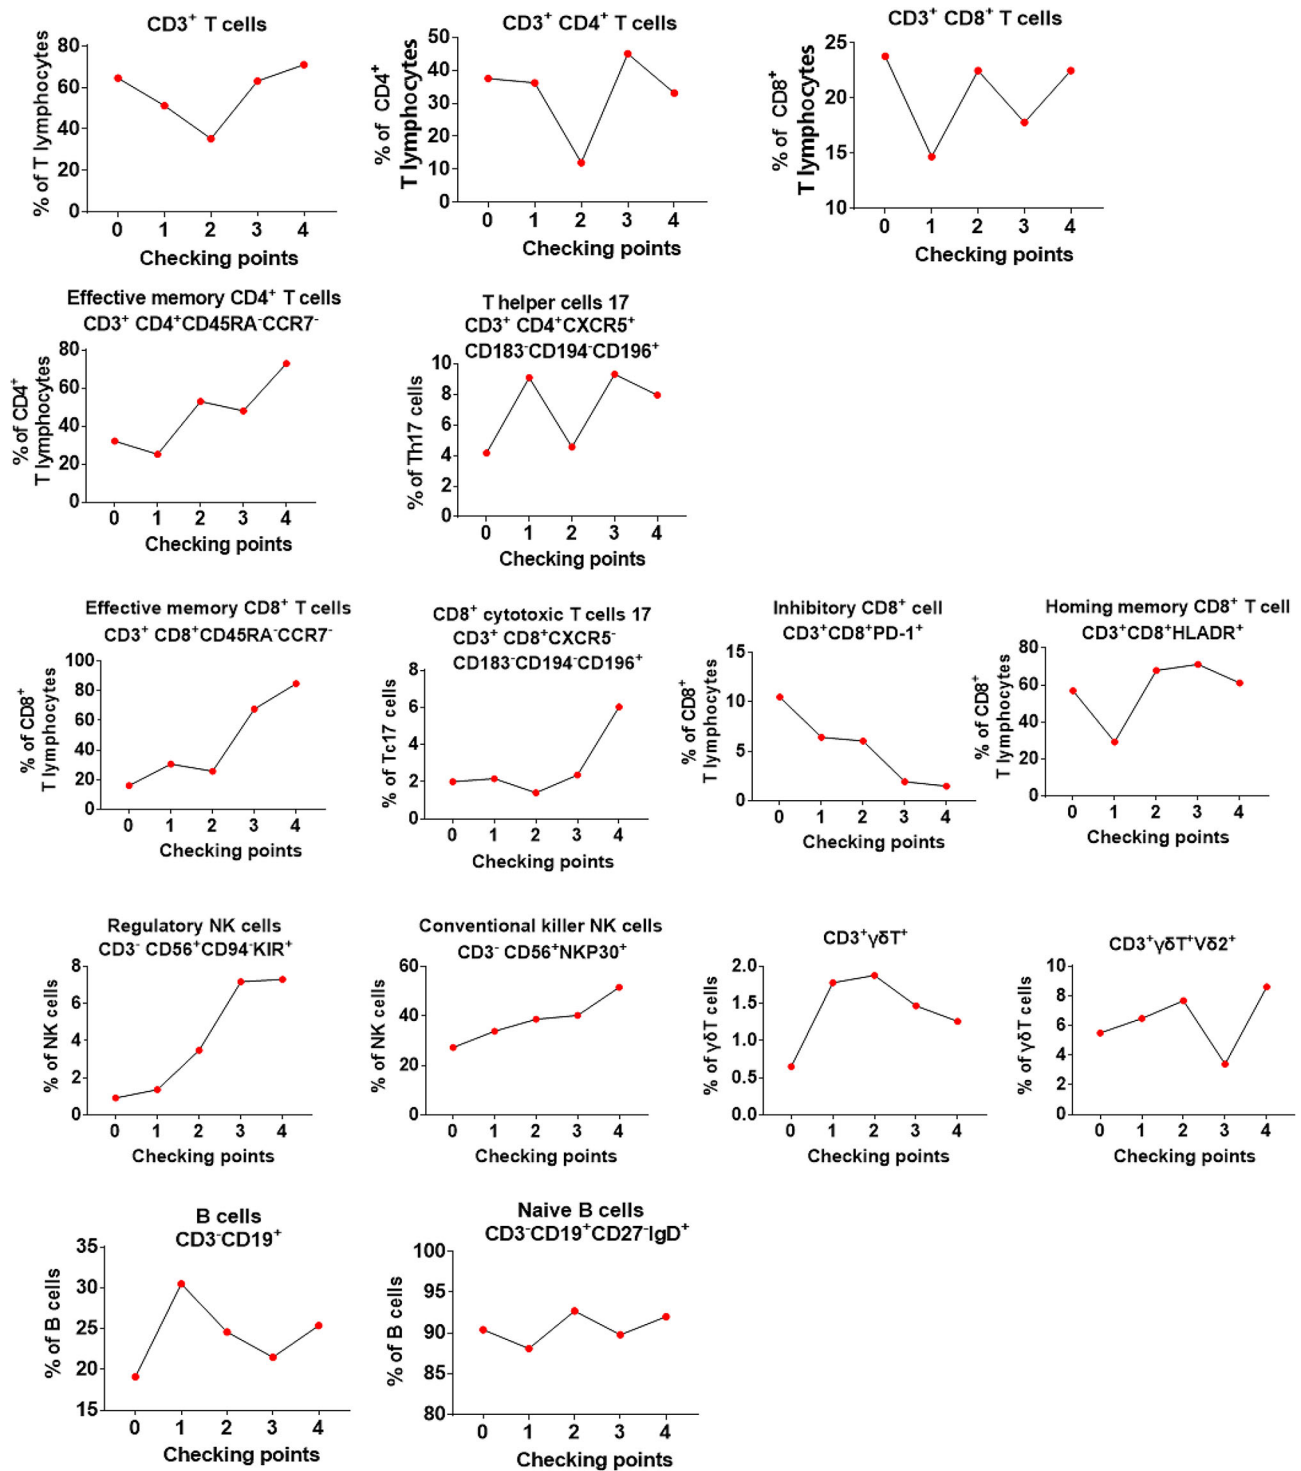 CD3⁺ T cells
% of T lymphocytes
80
60
40
20
0
0 1 2 3 4
Checking points
CD3⁺ CD4⁺ T cells
% of CD4⁺
T lymphocytes
50
40
30
20
10
0
0 1 2 3 4
Checking points
CD3⁺ CD8⁺ T cells
% of CD8⁺
T lymphocytes
25
20
15
10
0 1 2 3 4
Checking points
Effective memory CD4⁺ T cells
CD3⁺ CD4⁺CD45RA⁻CCR7⁻
% of CD4⁺
T lymphocytes
80
60
40
20
0
0 1 2 3 4
Checking points
T helper cells 17
CD3⁺ CD4⁺CXCR5⁺
CD183⁻CD194⁻CD196⁺
% of Th17 cells
10
8
6
4
2
0
0 1 2 3 4
Checking points
Effective memory CD8⁺ T cells
CD3⁺ CD8⁺CD45RA⁻CCR7⁻
% of CD8⁺
T lymphocytes
100
80
60
40
20
0
0 1 2 3 4
Checking points
CD8⁺ cytotoxic T cells 17
CD3⁺ CD8⁺CXCR5⁻
CD183⁻CD194⁻CD196⁺
% of Tc17 cells
8
6
4
2
0
0 1 2 3 4
Checking points
Inhibitory CD8⁺ cell
CD3⁺CD8⁺PD-1⁺
% of CD8⁺
T lymphocytes
15
10
5
0
0 1 2 3 4
Checking points
Homing memory CD8⁺ T cell
CD3⁺CD8⁺HLADR⁺
% of CD8⁺
T lymphocytes
80
60
40
20
0
0 1 2 3 4
Checking points
Regulatory NK cells
CD3⁻ CD56⁺CD94⁻KIR⁺
% of NK cells
8
6
4
2
0
0 1 2 3 4
Checking points
Conventional killer NK cells
CD3⁻ CD56⁺NKP30⁺
% of NK cells
60
40
20
0
0 1 2 3 4
Checking points
CD3⁺γδT⁺
% of γδT cells
2.0
1.5
1.0
0.5
0.0
0 1 2 3 4
Checking points
CD3⁺γδT⁺Vδ2⁺
% of γδT cells
10
8
6
4
2
0
0 1 2 3 4
Checking points
B cells
CD3⁻CD19⁺
% of B cells
35
30
25
20
15
0 1 2 3 4
Checking points
Naive B cells
CD3⁻CD19⁺CD27⁻IgD⁺
% of B cells
100
95
90
85
80
0 1 2 3 4
Checking points